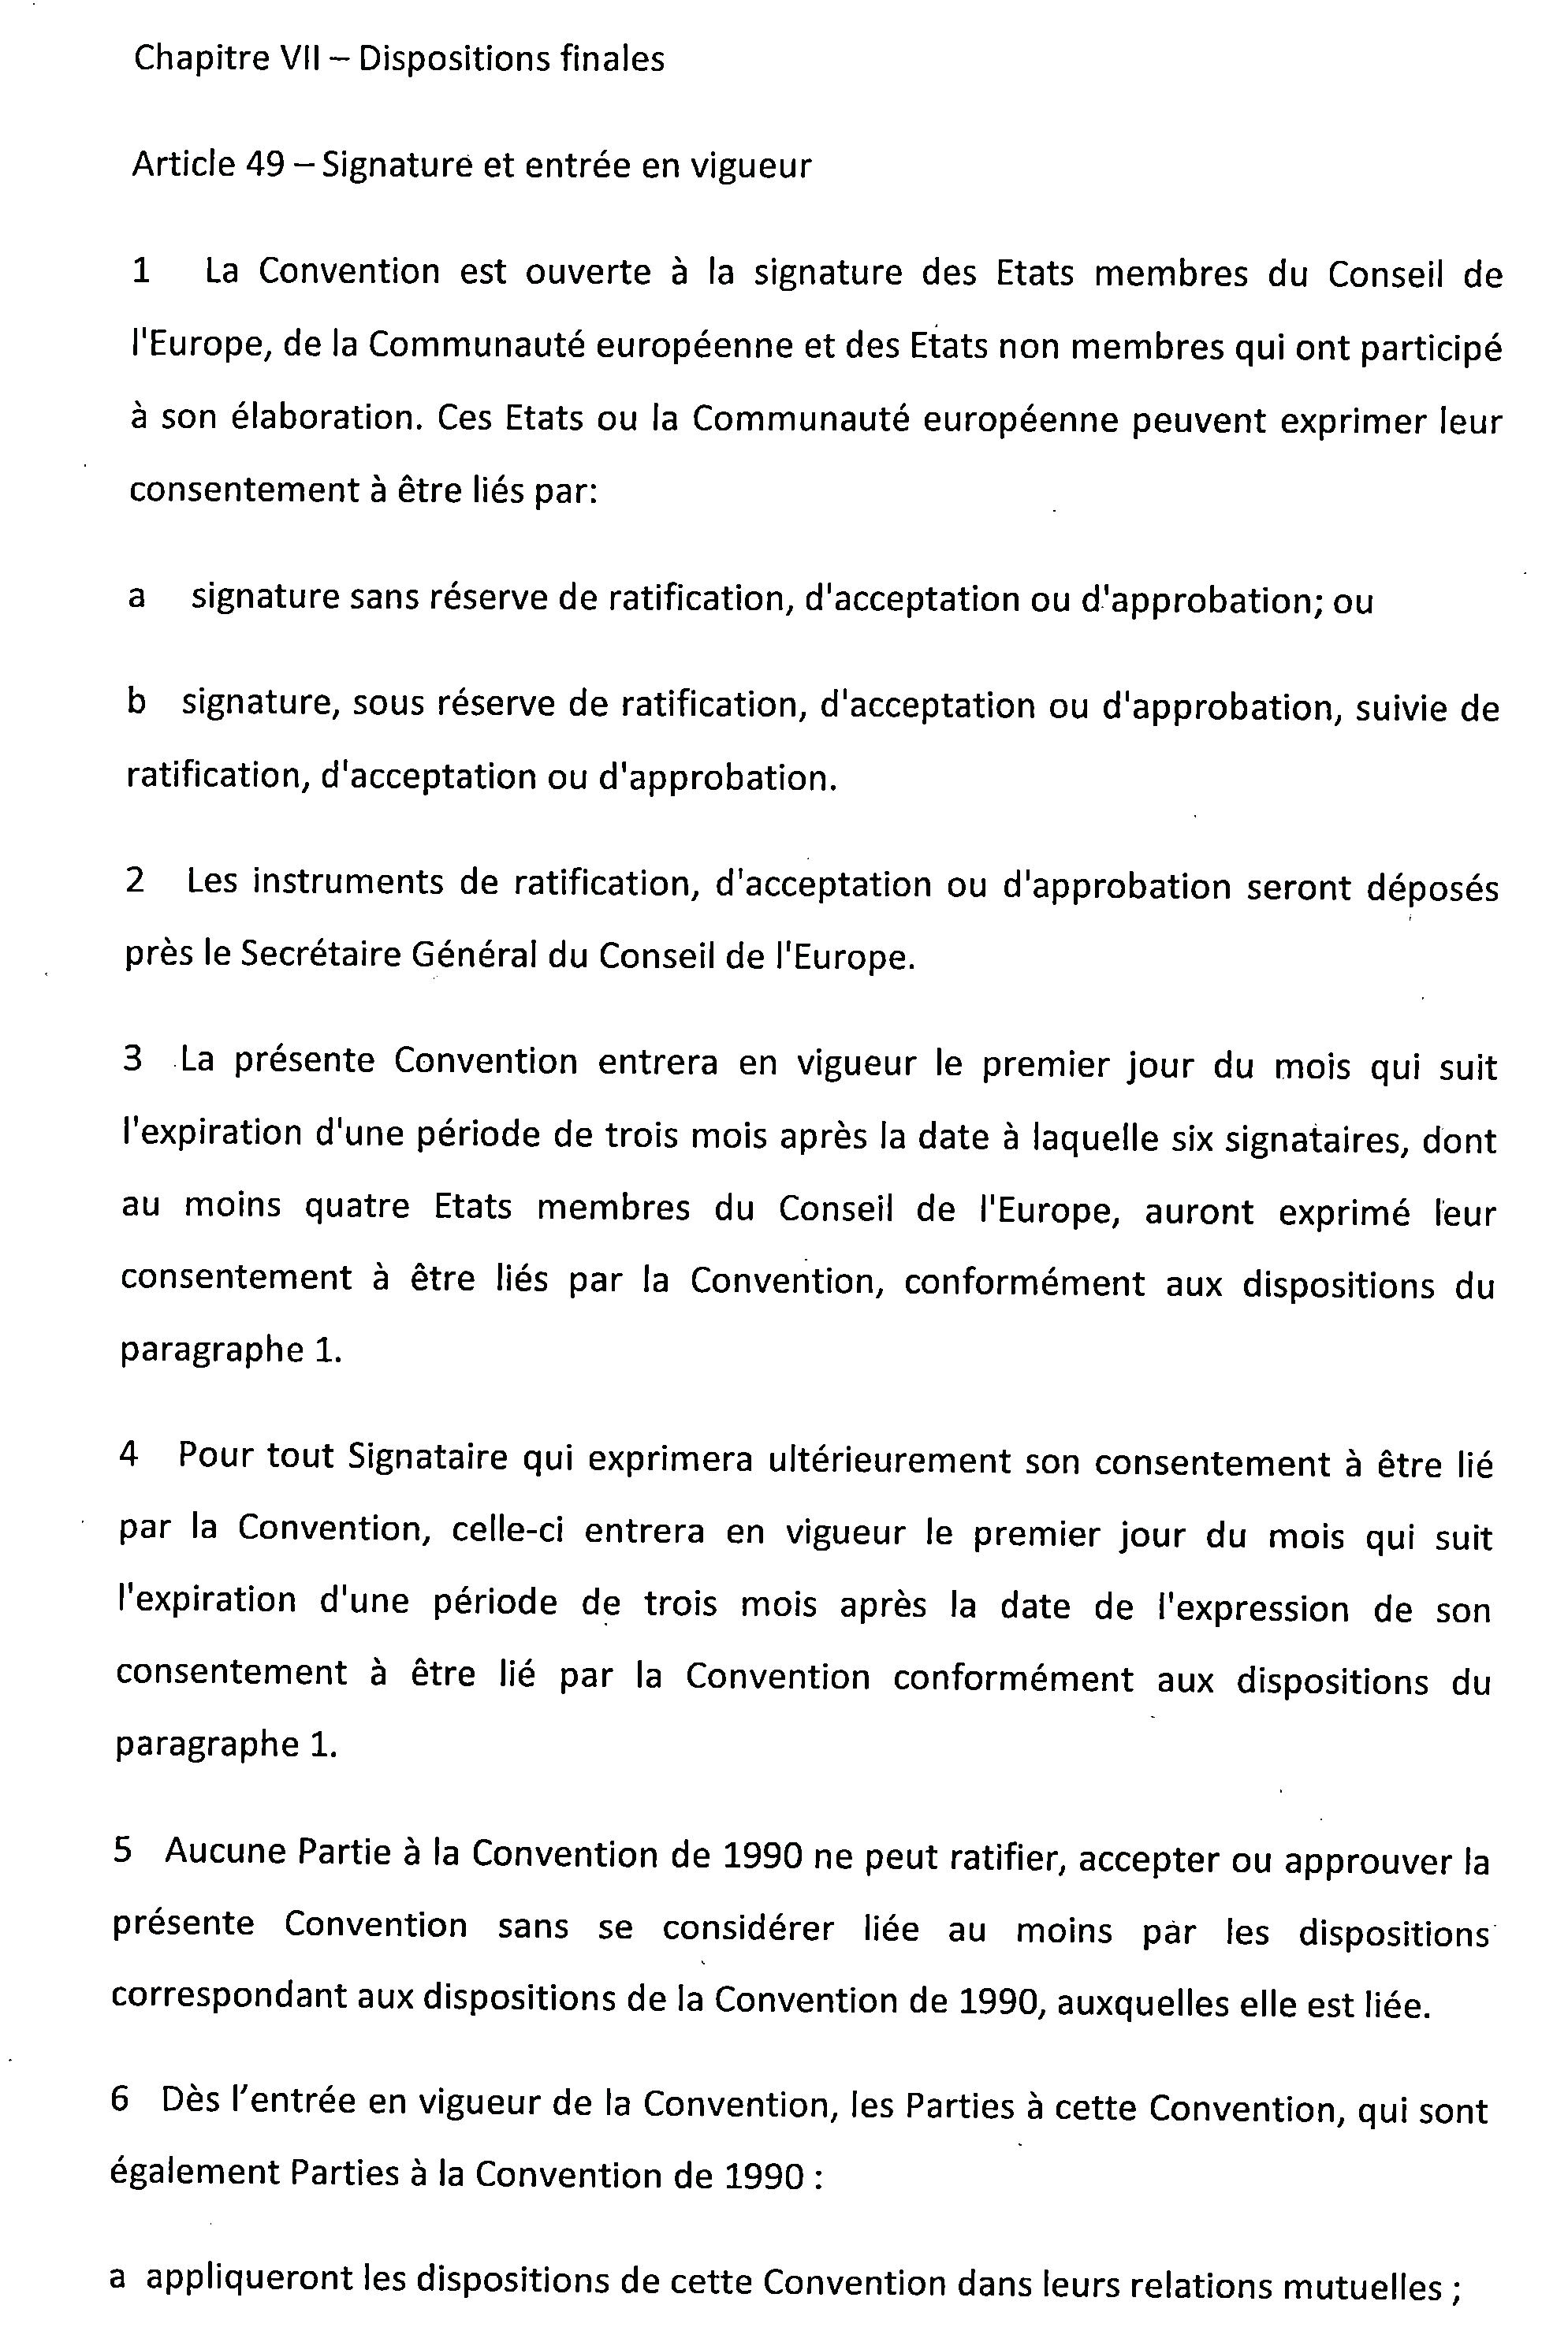 Chapitre VII – Dispositions finales
Article 49 – Signature et entrée en vigueur
1 La Convention est ouverte à la signature des Etats membres du Conseil de
l'Europe, de la Communauté européenne et des Etats non membres qui ont participé
à son élaboration. Ces Etats ou la Communauté européenne peuvent exprimer leur
consentement à être liés par:
a signature sans réserve de ratification, d'acceptation ou d'approbation; ou
b signature, sous réserve de ratification, d'acceptation ou d'approbation, suivie de
ratification, d'acceptation ou d'approbation.
2 Les instruments de ratification, d'acceptation ou d'approbation seront déposés
près le Secrétaire Général du Conseil de l'Europe.
3 La présente Convention entrera en vigueur le premier jour du mois qui suit
l'expiration d'une période de trois mois après la date à laquelle six signataires, dont
au moins quatre Etats membres du Conseil de l'Europe, auront exprimé leur
consentement à être liés par la Convention, conformément aux dispositions du
paragraphe 1.
4 Pour tout Signataire qui exprimera ultérieurement son consentement à être lié
par la Convention, celle-ci entrera en vigueur le premier jour du mois qui suit
l'expiration d'une période de trois mois après la date de l'expression de son
consentement à être lié par la Convention conformément aux dispositions du
paragraphe 1.
5 Aucune Partie à la Convention de 1990 ne peut ratifier, accepter ou approuver la
présente Convention sans se considérer liée au moins par les dispositions
correspondant aux dispositions de la Convention de 1990, auxquelles elle est liée.
6 Dès l'entrée en vigueur de la Convention, les Parties à cette Convention, qui sont
également Parties à la Convention de 1990 :
a appliqueront les dispositions de cette Convention dans leurs relations mutuelles ;